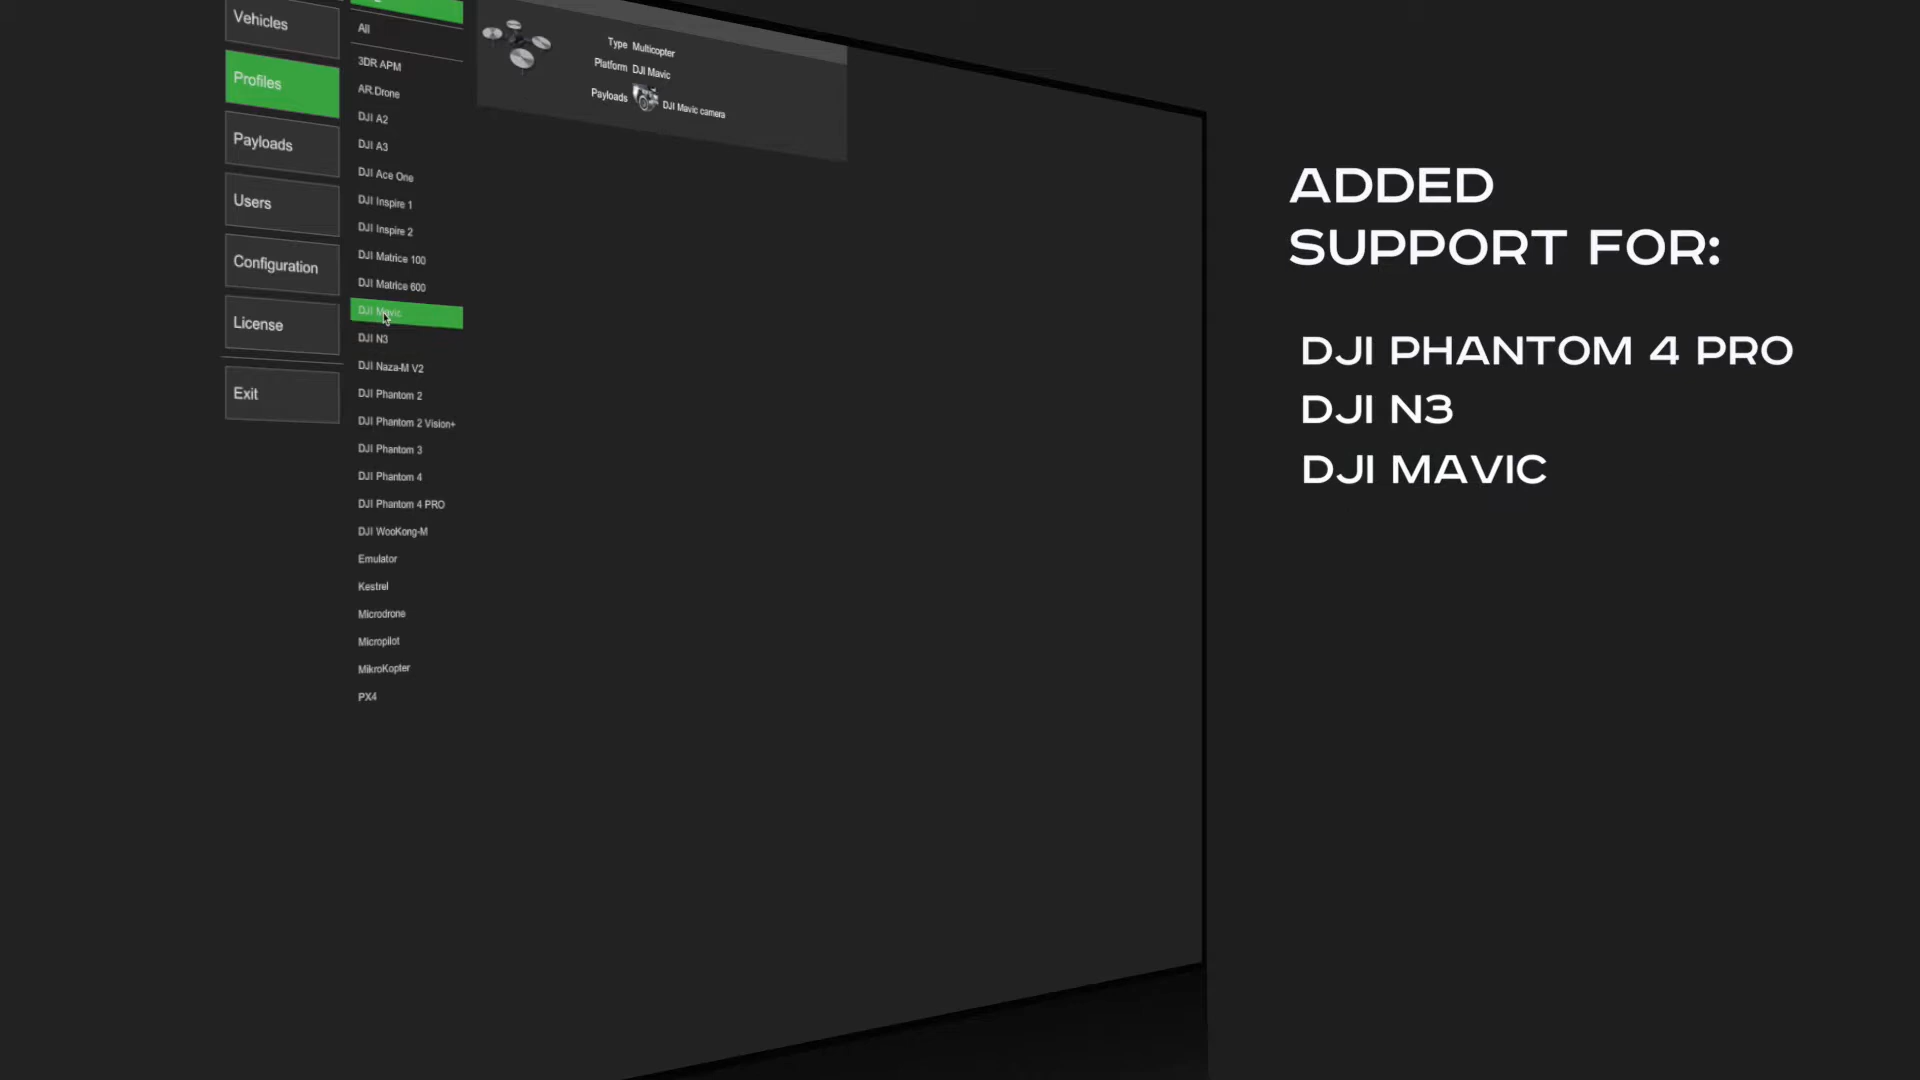 Vehicles
Profiles
Payloads
Users
Configuration
License
Exit
All
3DR APM
AR.Drone
DJI A2
DJI A3
DJI Ace One
DJI Inspire 1
DJI Inspire 2
DJI Matrice 100
DJI Matrice 600
DJI Mavic
DJI N3
DJI Naza-M V2
DJI Phantom 2
DJI Phantom 2 Vision+
DJI Phantom 3
DJI Phantom 4
DJI Phantom 4 PRO
DJI WooKong-M
Emulator
Kestrel
Microdrone
Micropilot
MikroKopter
PX4
Type Multicopter
Platform DJI Mavic
Payloads DJI Mavic camera
ADDED
SUPPORT FOR:
DJI PHANTOM 4 PRO
DJI N3
DJI MAVIC